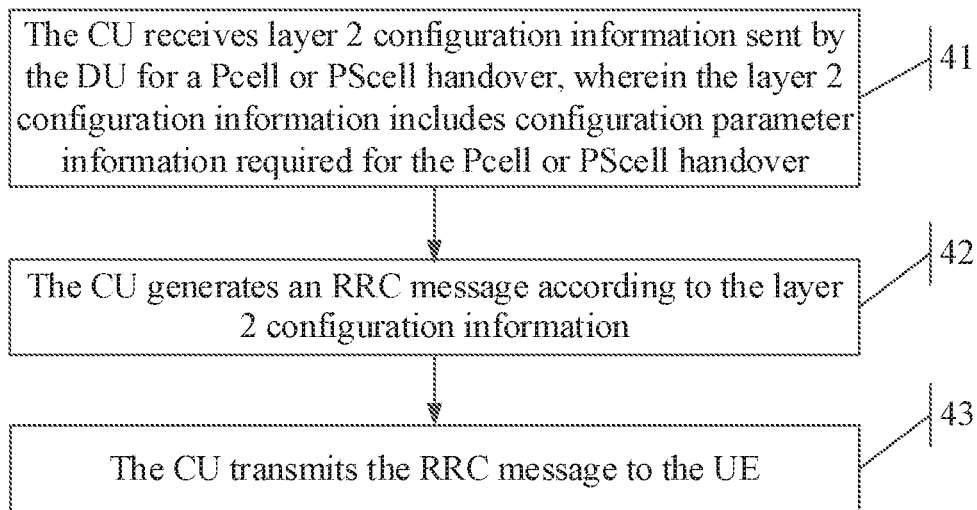 The CU receives layer 2 configuration information sent by
the DU for a Pcell or PScell handover, wherein the layer 2
configuration information includes configuration parameter
information required for the Pcell or PScell handover
41
The CU generates an RRC message according to the layer
2 configuration information
42
The CU transmits the RRC message to the UE
43